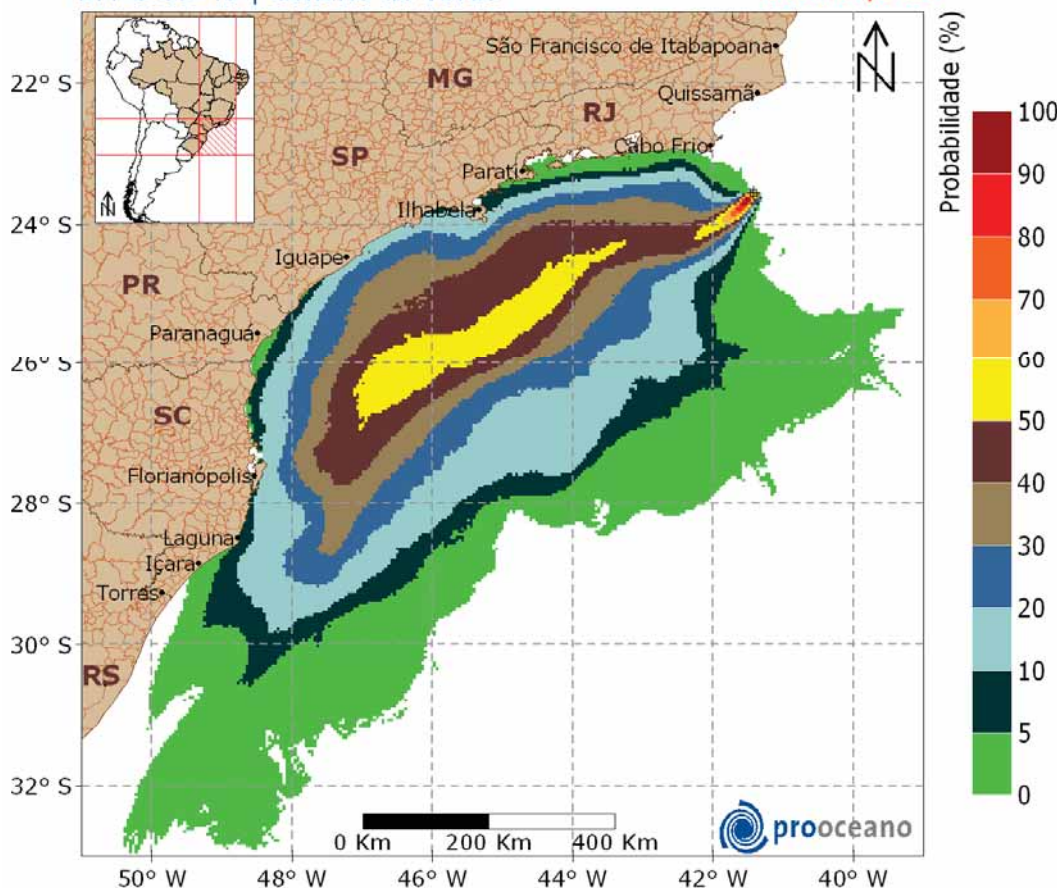 Probabilidade (%)
N
N
São Francisco de Itabapoana
MG
Quissamã
RJ
Cabo Frio
SP
Parati
Ilhabela
Iguape
PR
Paranaguá
SC
Florianópolis
Laguna
Içara
Torres
RS
22° S
24° S
26° S
28° S
30° S
32° S
50° W
48° W
46° W
44° W
42° W
40° W
0 Km 200 Km 400 Km
prooceano
100
90
80
70
60
50
40
30
20
10
5
0